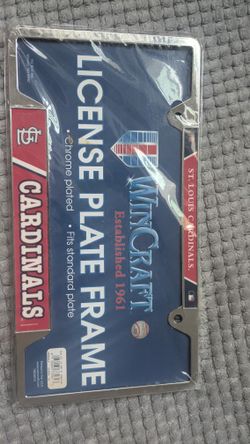 ST. LOUIS CARDINALS
WINCRAFT
Established 1961
LICENSE PLATE FRAME
• Chrome plated • Fits standard plate
StL
CARDINALS